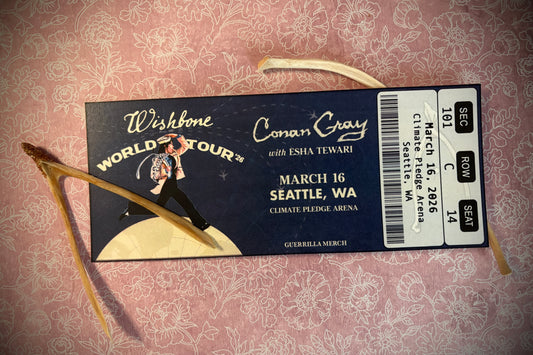 Wishbone
WORLD TOUR '26
Conan Gray
with ESHA TEWARI
MARCH 16
SEATTLE, WA
CLIMATE PLEDGE ARENA
GUERRILLA MERCH
March 16, 2026
Climate Pledge Arena
Seattle, WA
SEC
101
ROW
C
SEAT
14